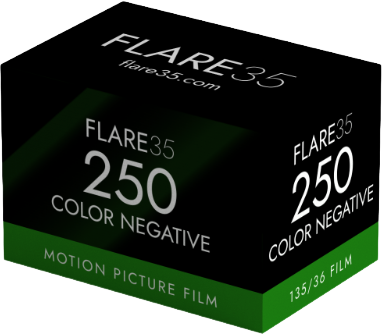 FLARE35
flare35.com
FLARE35
250
COLOR NEGATIVE
MOTION PICTURE FILM
FLARE35
250
COLOR NEGATIVE
135/36 FILM